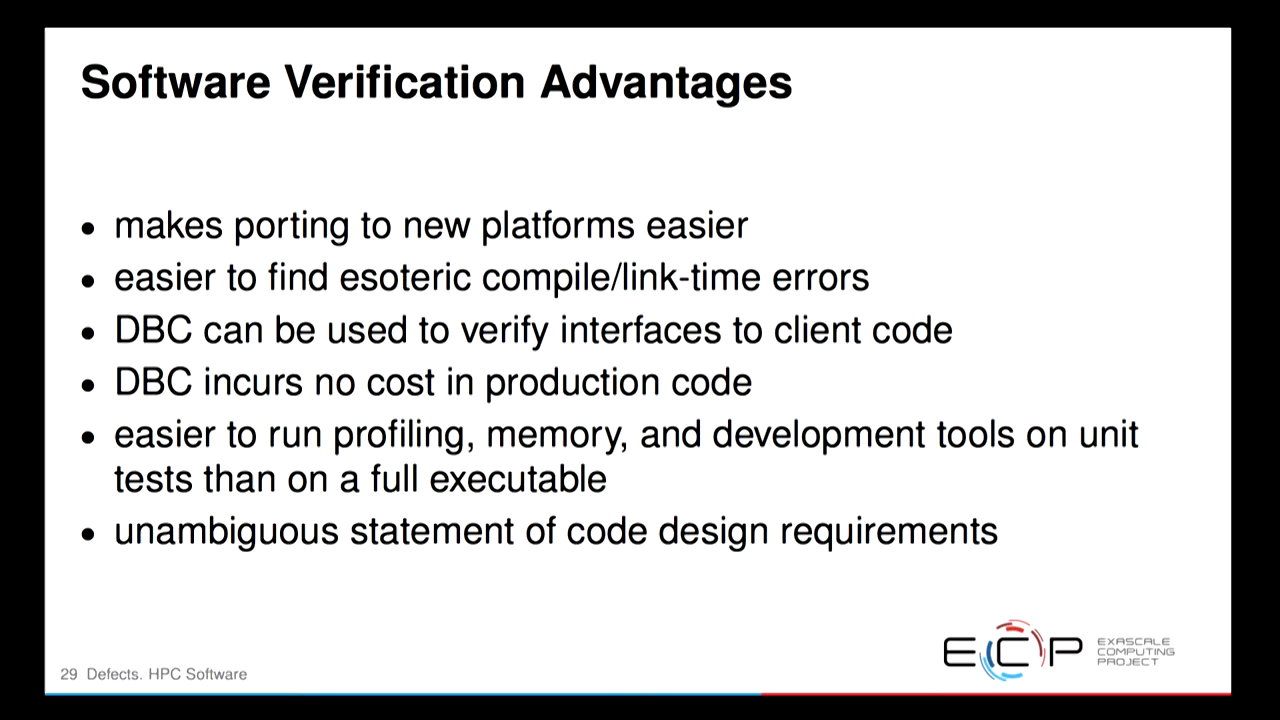 Software Verification Advantages
• makes porting to new platforms easier
• easier to find esoteric compile/link-time errors
• DBC can be used to verify interfaces to client code
• DBC incurs no cost in production code
• easier to run profiling, memory, and development tools on unit
tests than on a full executable
• unambiguous statement of code design requirements
29 Defects. HPC Software
ECP
EXASCALE
COMPUTING
PROJECT